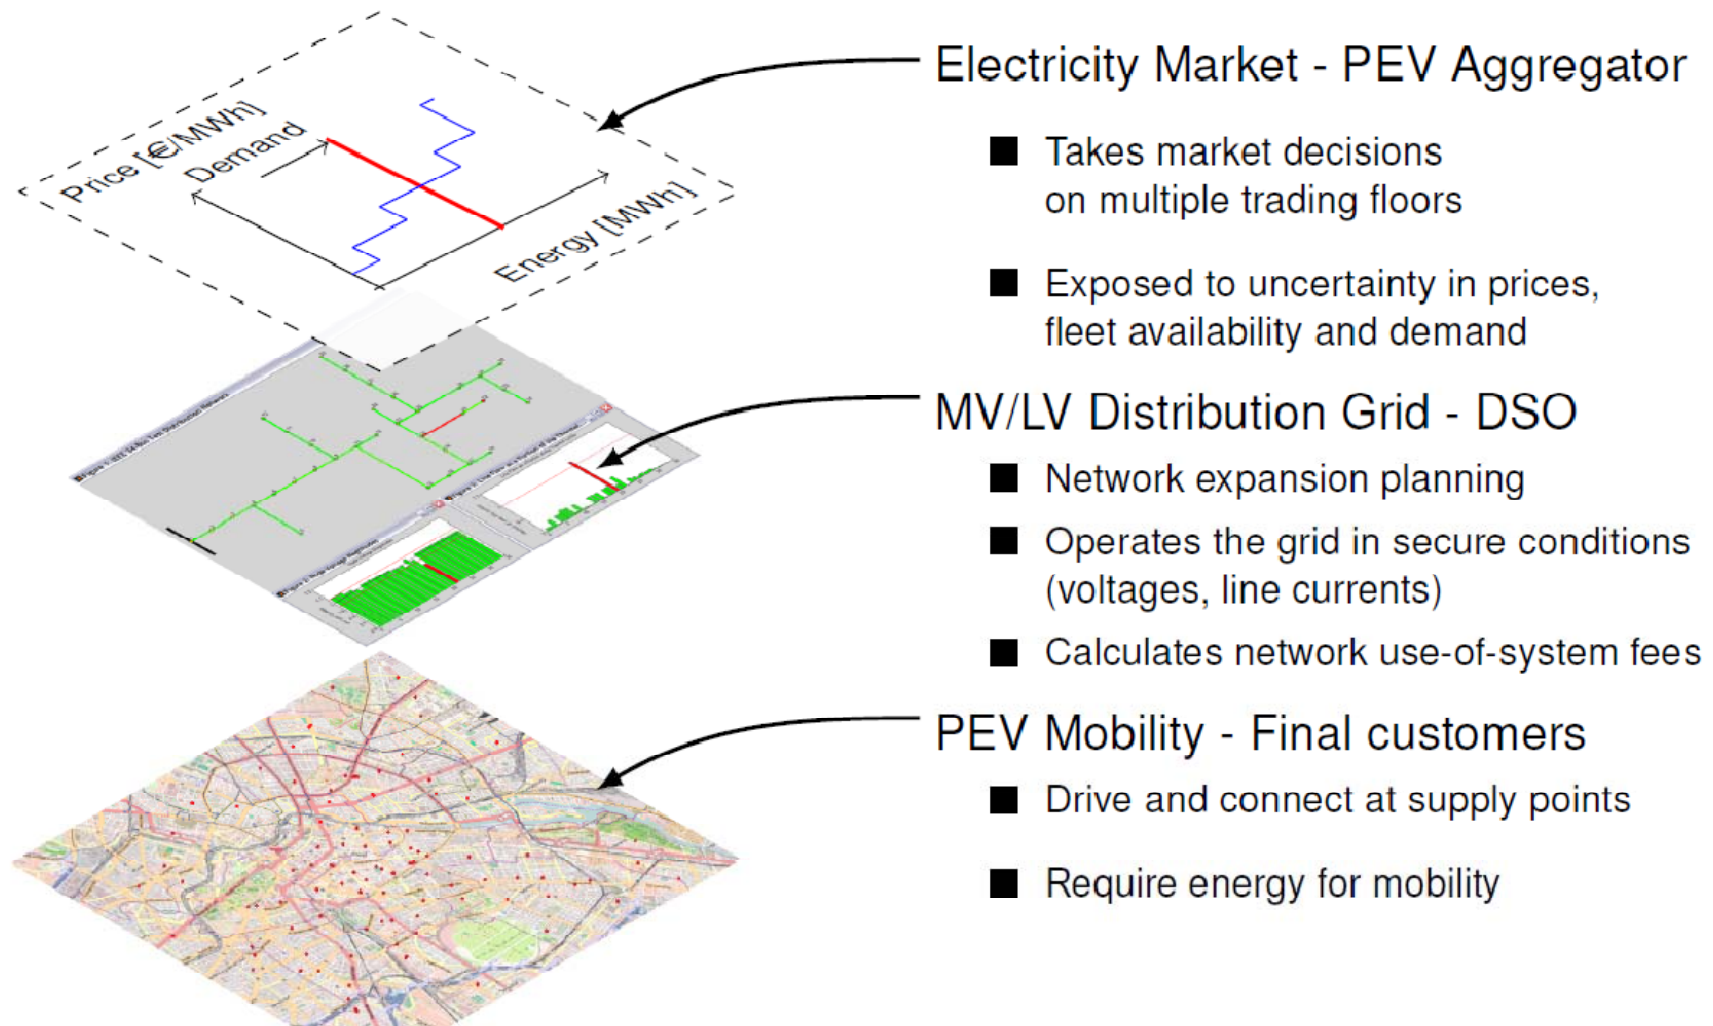 Electricity Market - PEV Aggregator
Price [€/MWh]
Demand
Energy [MWh]
■ Takes market decisions
on multiple trading floors
■ Exposed to uncertainty in prices,
fleet availability and demand
MV/LV Distribution Grid - DSO
■ Network expansion planning
■ Operates the grid in secure conditions
(voltages, line currents)
■ Calculates network use-of-system fees
PEV Mobility - Final customers
■ Drive and connect at supply points
■ Require energy for mobility